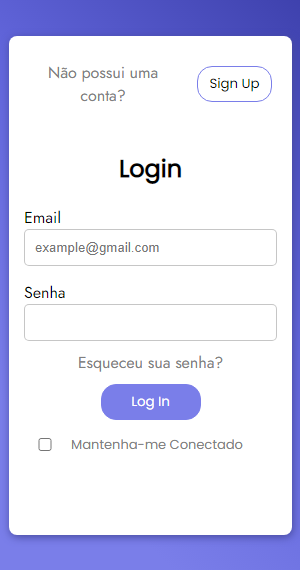 Não possui uma
conta?
Sign Up
Login
Email
example@gmail.com
Senha
Esqueceu sua senha?
Log In
Mantenha-me Conectado